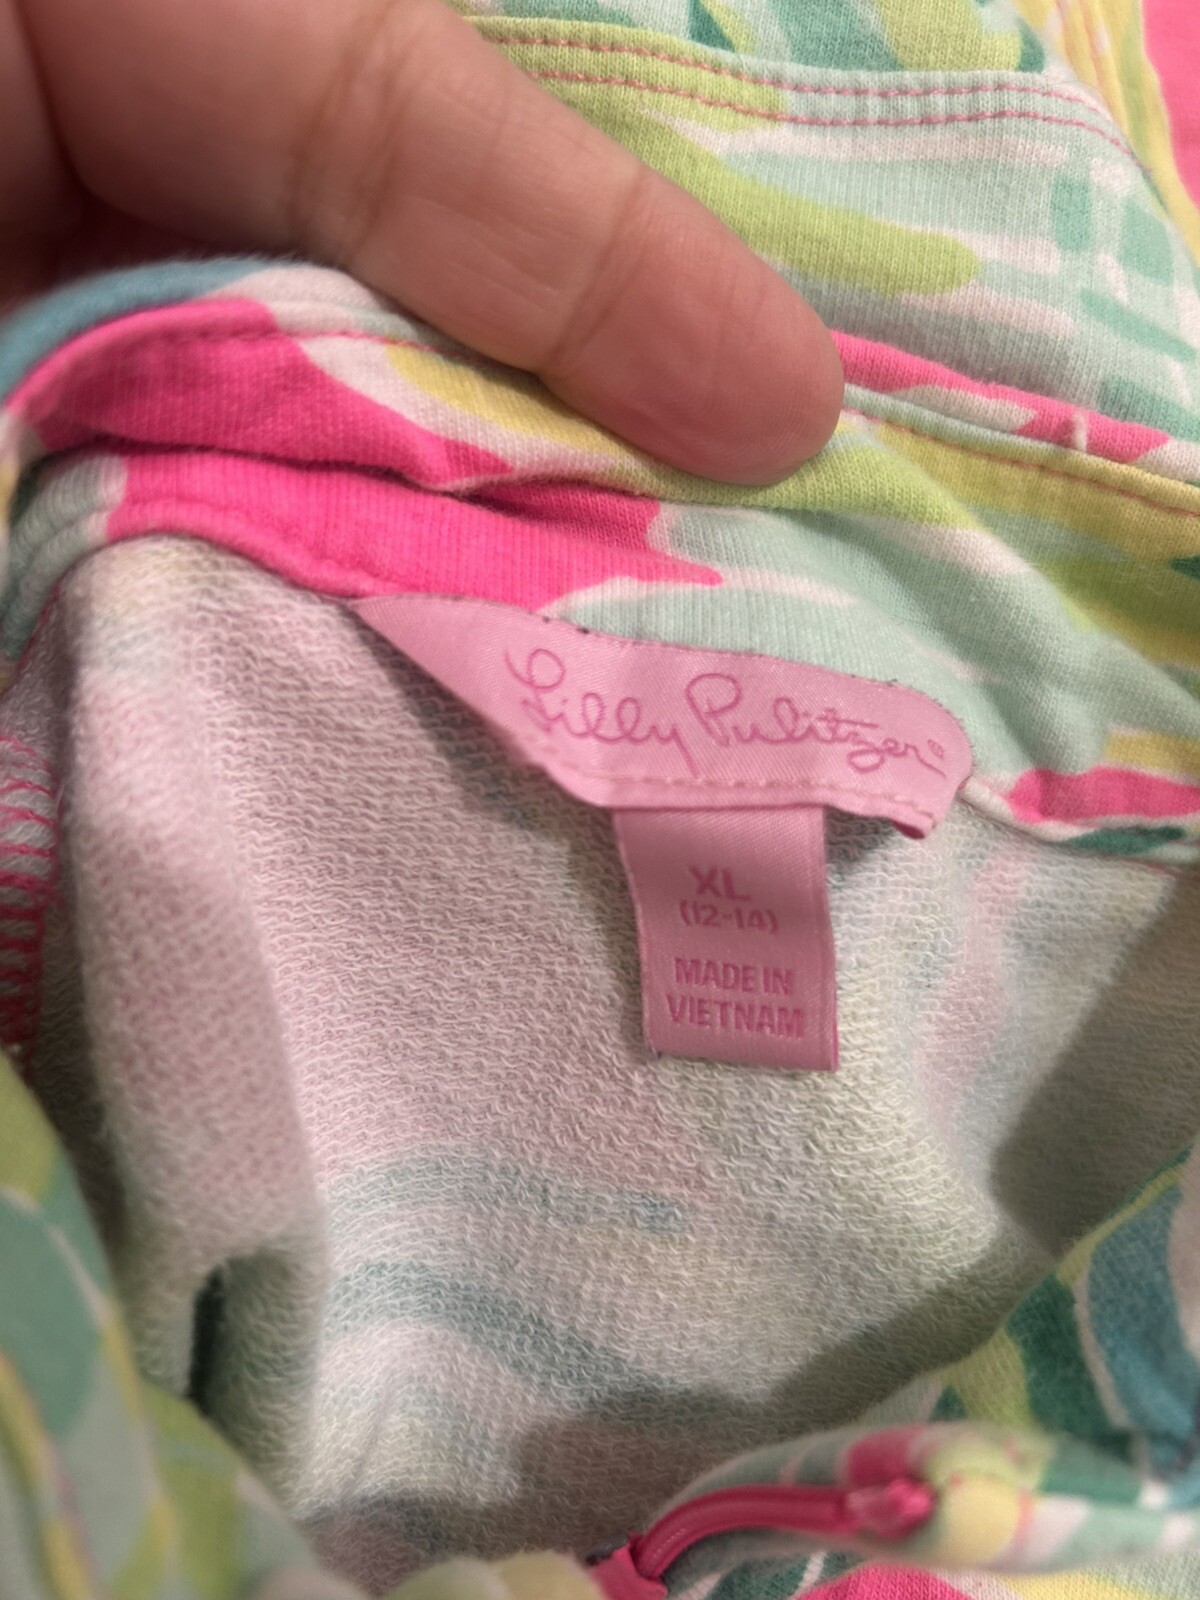 Lilly Pulitzer®
XL
(12-14)
MADE IN
VIETNAM